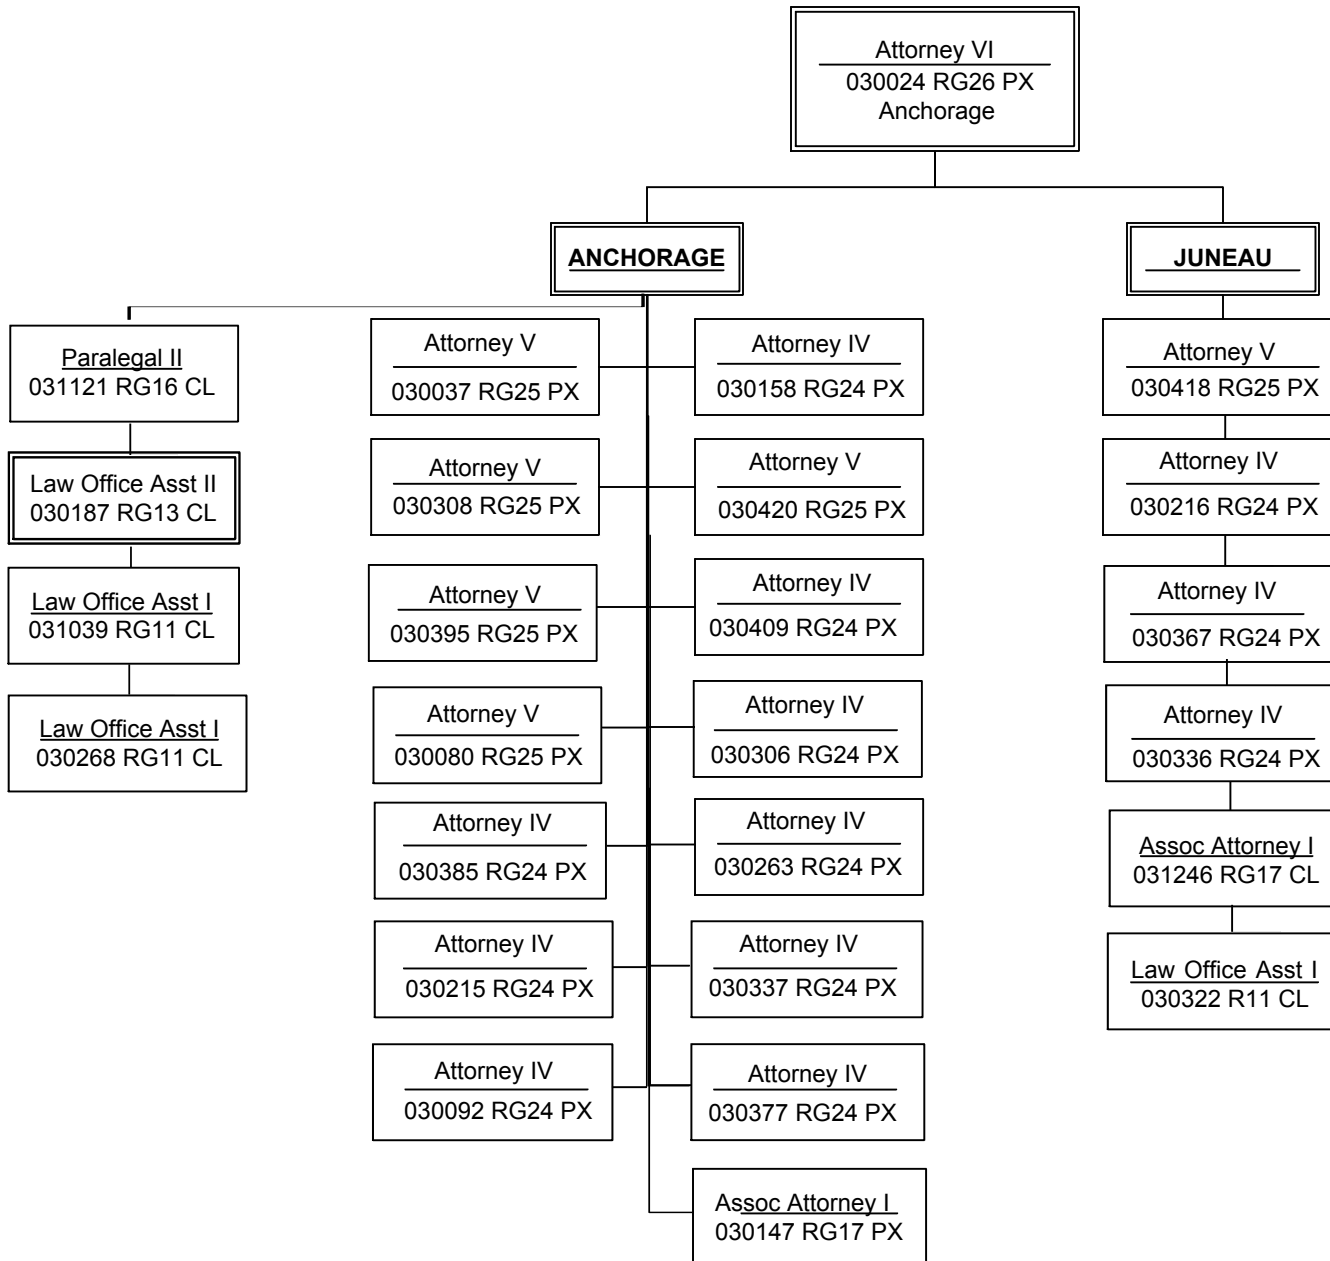 Attorney VI
030024 RG26 PX
Anchorage
ANCHORAGE
JUNEAU
Paralegal II
031121 RG16 CL
Law Office Asst II
030187 RG13 CL
Law Office Asst I
031039 RG11 CL
Law Office Asst I
030268 RG11 CL
Attorney V
030037 RG25 PX
Attorney IV
030158 RG24 PX
Attorney V
030308 RG25 PX
Attorney V
030420 RG25 PX
Attorney V
030395 RG25 PX
Attorney IV
030409 RG24 PX
Attorney V
030080 RG25 PX
Attorney IV
030306 RG24 PX
Attorney IV
030385 RG24 PX
Attorney IV
030263 RG24 PX
Attorney IV
030215 RG24 PX
Attorney IV
030337 RG24 PX
Attorney IV
030092 RG24 PX
Attorney IV
030377 RG24 PX
Assoc Attorney I
030147 RG17 PX
Attorney V
030418 RG25 PX
Attorney IV
030216 RG24 PX
Attorney IV
030367 RG24 PX
Attorney IV
030336 RG24 PX
Assoc Attorney I
031246 RG17 CL
Law Office Asst I
030322 R11 CL